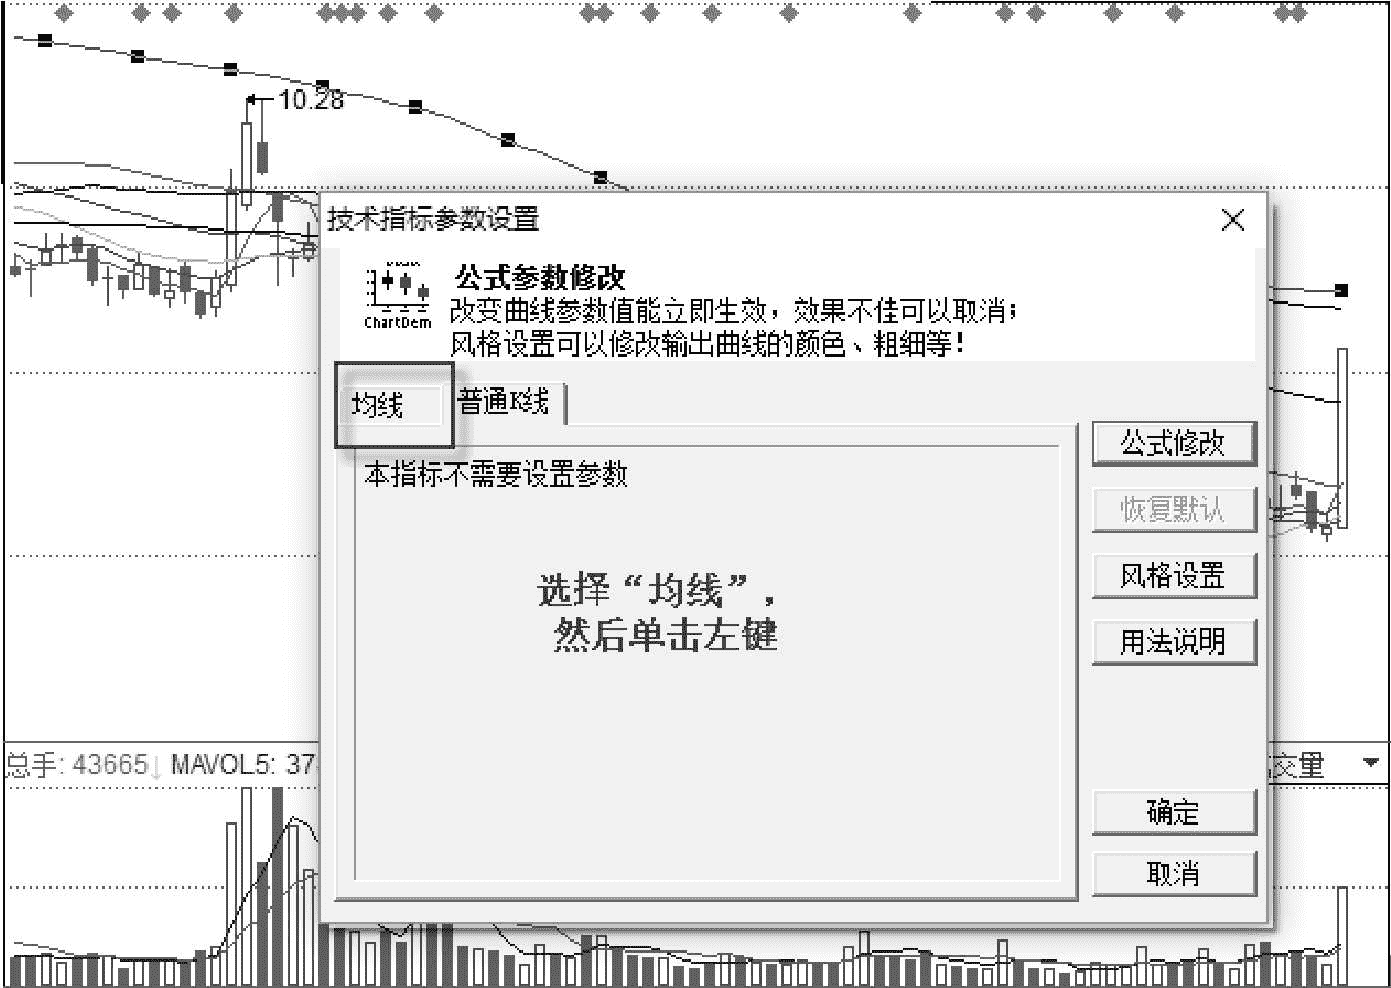 10.28
技术指标参数设置
公式参数修改
改变曲线参数值能立即生效，效果不佳可以取消；
ChartDem
风格设置可以修改输出曲线的颜色、粗细等！
均线
普通K线
公式修改
本指标不需要设置参数
恢复默认
风格设置
选择“均线”，
然后单击左键
用法说明
总手: 43665↓ MAVOL5: 37
交量
确定
取消